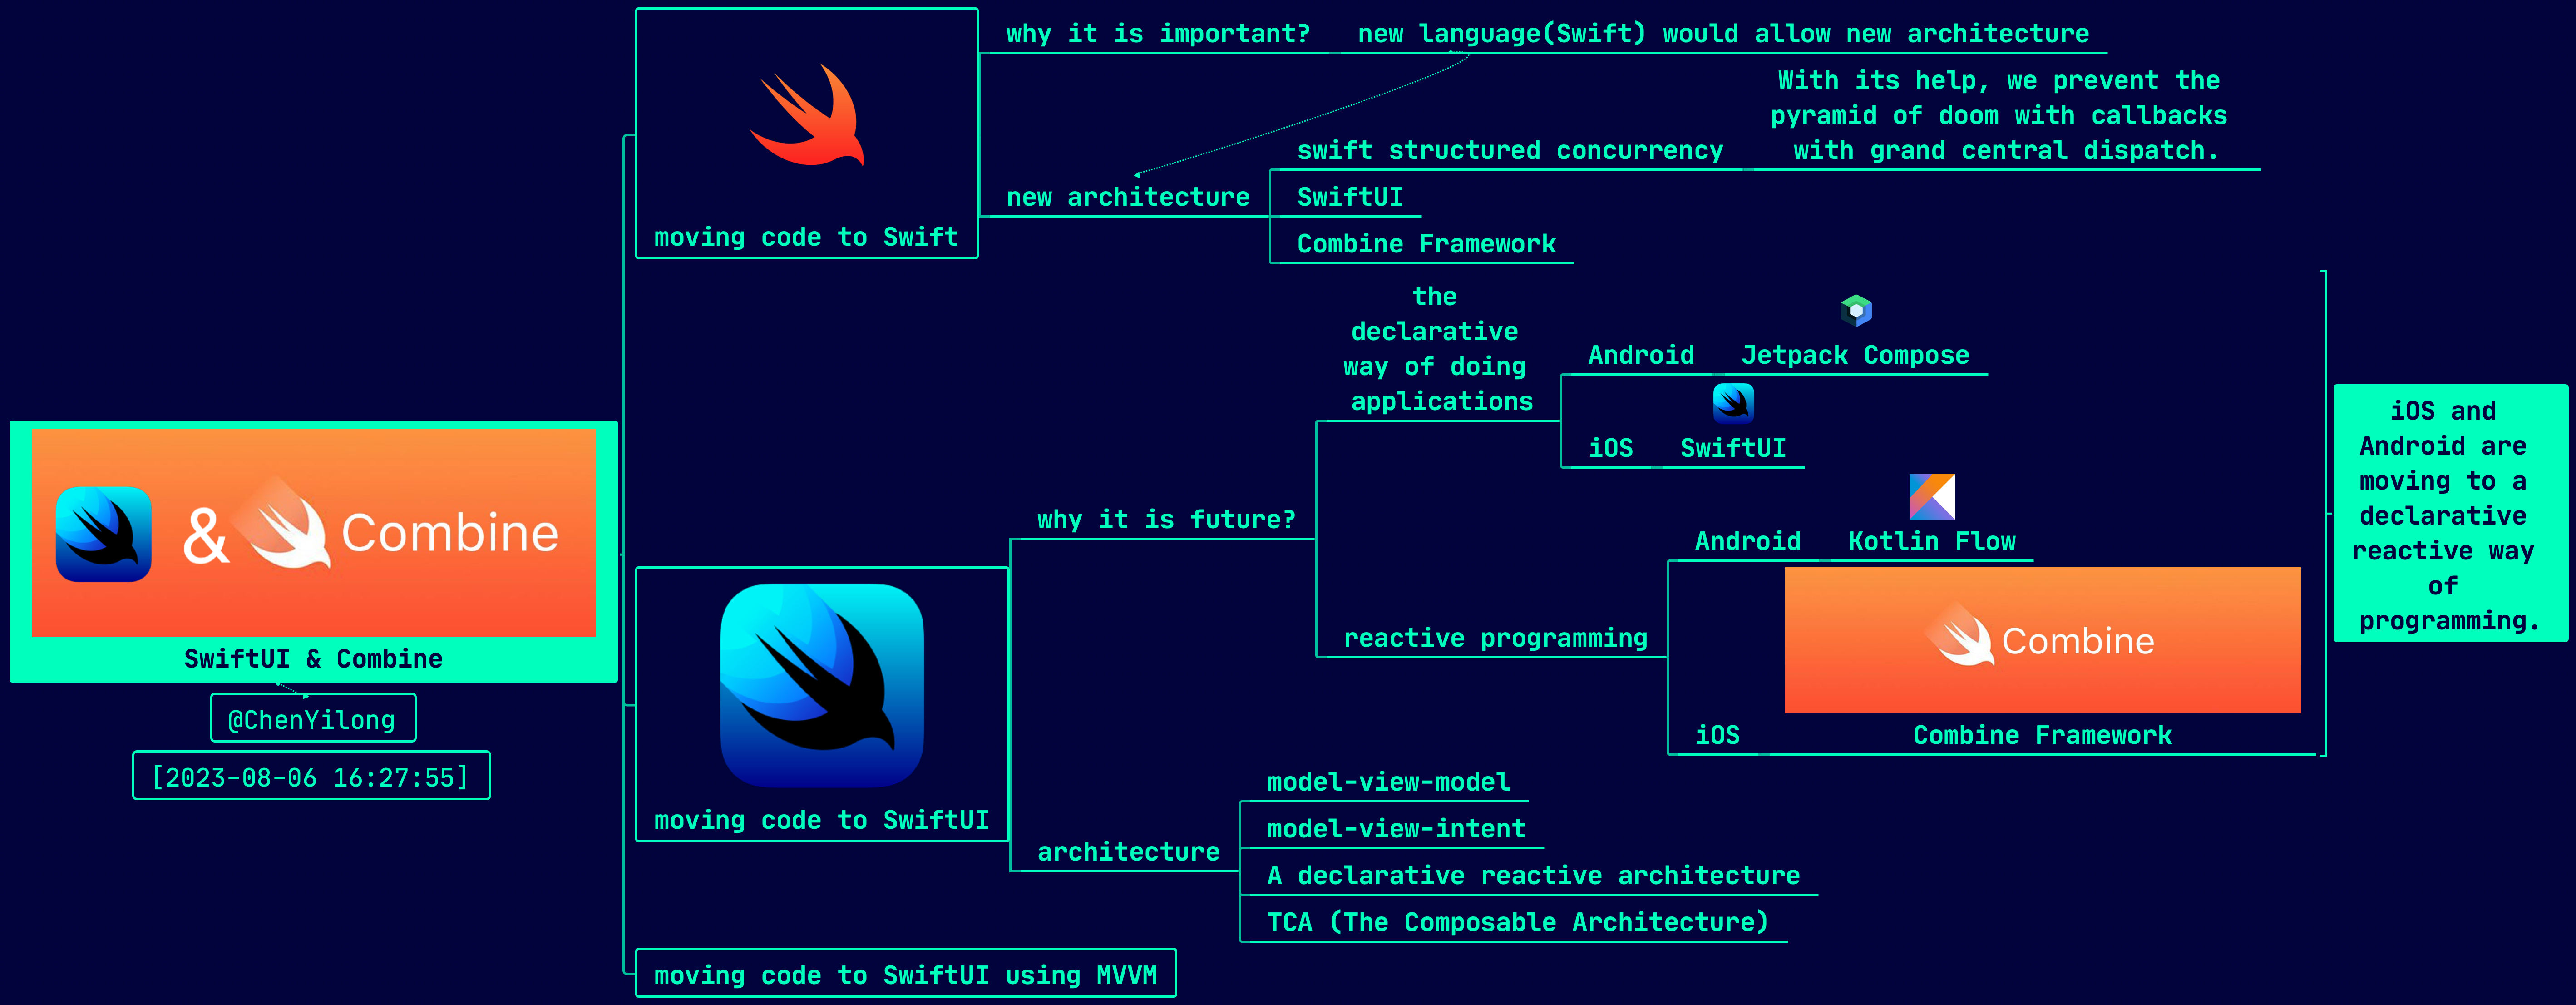 & Combine
SwiftUI & Combine
@ChenYilong
[2023-08-06 16:27:55]
moving code to Swift
why it is important?
new language(Swift) would allow new architecture
new architecture
swift structured concurrency
With its help, we prevent the
pyramid of doom with callbacks
with grand central dispatch.
SwiftUI
Combine Framework
moving code to SwiftUI
why it is future?
the
declarative
way of doing
applications
Android
Jetpack Compose
iOS
SwiftUI
reactive programming
Android
Kotlin Flow
iOS
Combine
Combine Framework
iOS and
Android are
moving to a
declarative
reactive way
of
programming.
architecture
model-view-model
model-view-intent
A declarative reactive architecture
TCA (The Composable Architecture)
moving code to SwiftUI using MVVM